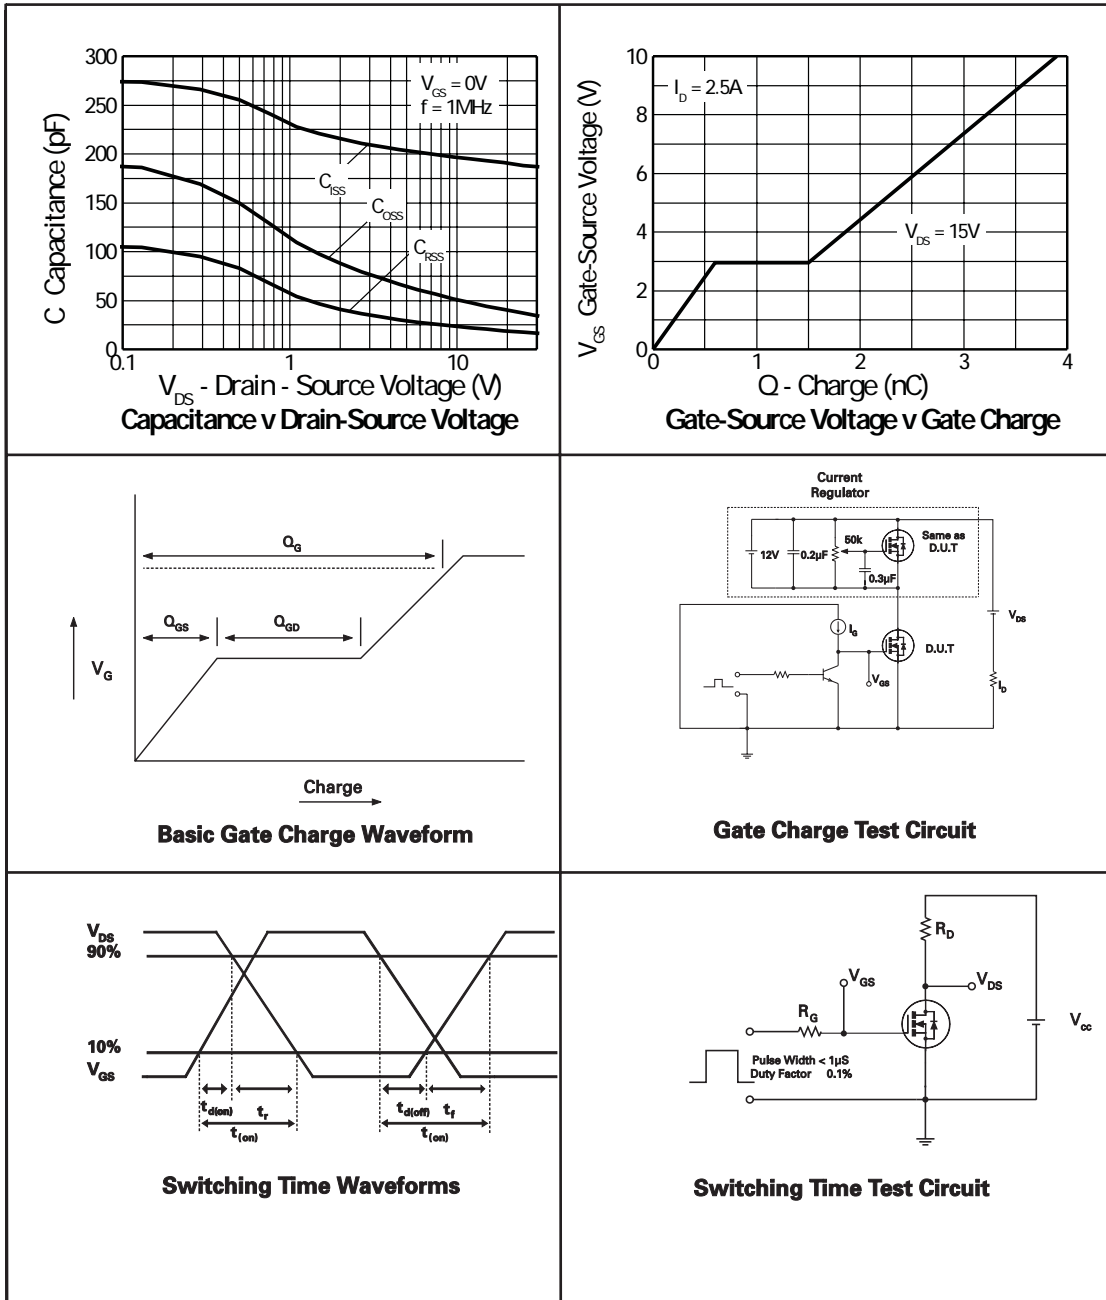 300
250
200
150
100
50
0
0.1
1
10
C Capacitance (pF)
VGS = 0V
f = 1MHz
CISS
COSS
CRSS
VDS - Drain - Source Voltage (V)
Capacitance v Drain-Source Voltage
10
8
6
4
2
0
0
1
2
3
4
VGS Gate-Source Voltage (V)
ID = 2.5A
VDS = 15V
Q - Charge (nC)
Gate-Source Voltage v Gate Charge
QG
QGS
QGD
VG
Charge
Basic Gate Charge Waveform
Current
Regulator
12V
0.2µF
50k
Same as
D.U.T
0.3µF
IG
VDS
D.U.T
VGS
ID
Gate Charge Test Circuit
VDS
90%
10%
VGS
td(on)
tr
t(on)
td(off)
tf
t(on)
Switching Time Waveforms
RD
VGS
VDS
RG
Vcc
Pulse Width < 1µS
Duty Factor 0.1%
Switching Time Test Circuit